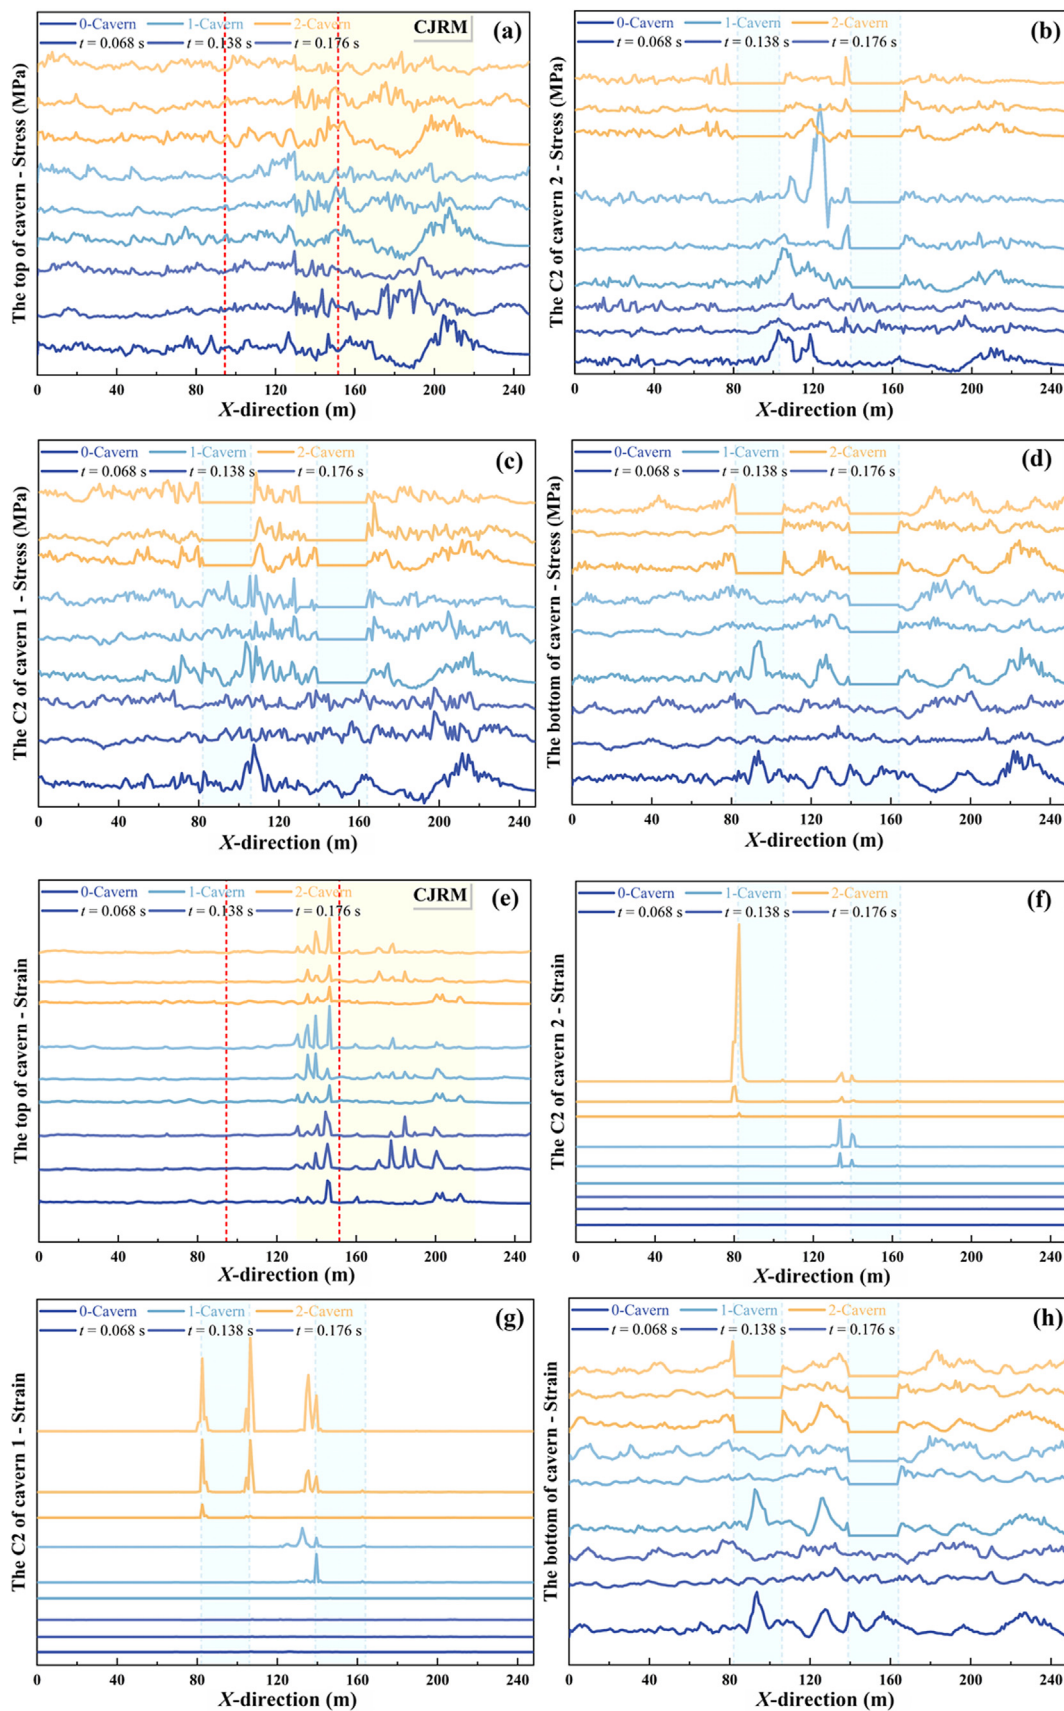 0-Cavern 1-Cavern 2-Cavern CJRM (a)
t = 0.068 s t = 0.138 s t = 0.176 s
The top of cavern - Stress (MPa)
0 40 80 120 160 200 240
X-direction (m)
0-Cavern 1-Cavern 2-Cavern (b)
t = 0.068 s t = 0.138 s t = 0.176 s
The C2 of cavern 2 - Stress (MPa)
0 40 80 120 160 200 240
X-direction (m)
0-Cavern 1-Cavern 2-Cavern (c)
t = 0.068 s t = 0.138 s t = 0.176 s
The C2 of cavern 1 - Stress (MPa)
0 40 80 120 160 200 240
X-direction (m)
0-Cavern 1-Cavern 2-Cavern (d)
t = 0.068 s t = 0.138 s t = 0.176 s
The bottom of cavern - Stress (MPa)
0 40 80 120 160 200 240
X-direction (m)
0-Cavern 1-Cavern 2-Cavern CJRM (e)
t = 0.068 s t = 0.138 s t = 0.176 s
The top of cavern - Strain
0 40 80 120 160 200 240
X-direction (m)
0-Cavern 1-Cavern 2-Cavern (f)
t = 0.068 s t = 0.138 s t = 0.176 s
The C2 of cavern 2 - Strain
0 40 80 120 160 200 240
X-direction (m)
0-Cavern 1-Cavern 2-Cavern (g)
t = 0.068 s t = 0.138 s t = 0.176 s
The C2 of cavern 1 - Strain
0 40 80 120 160 200 240
X-direction (m)
0-Cavern 1-Cavern 2-Cavern (h)
t = 0.068 s t = 0.138 s t = 0.176 s
The bottom of cavern - Strain
0 40 80 120 160 200 240
X-direction (m)